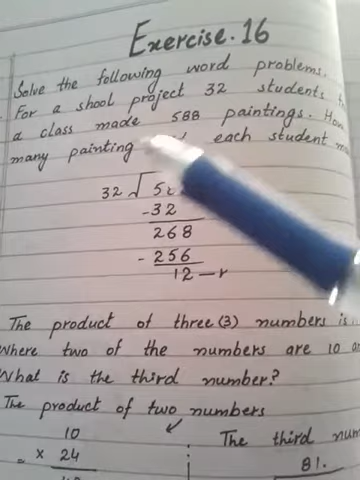 Exercise.16
Solve the following word problems.
For a shool project 32 students
a class made 588 paintings. How
many painting each student
32 5
-32
268
- 256
12-r
The product of three (3) numbers is
Where two of the numbers are 10
What is the third number?
The product of two numbers
10
× 24
The third num
81.